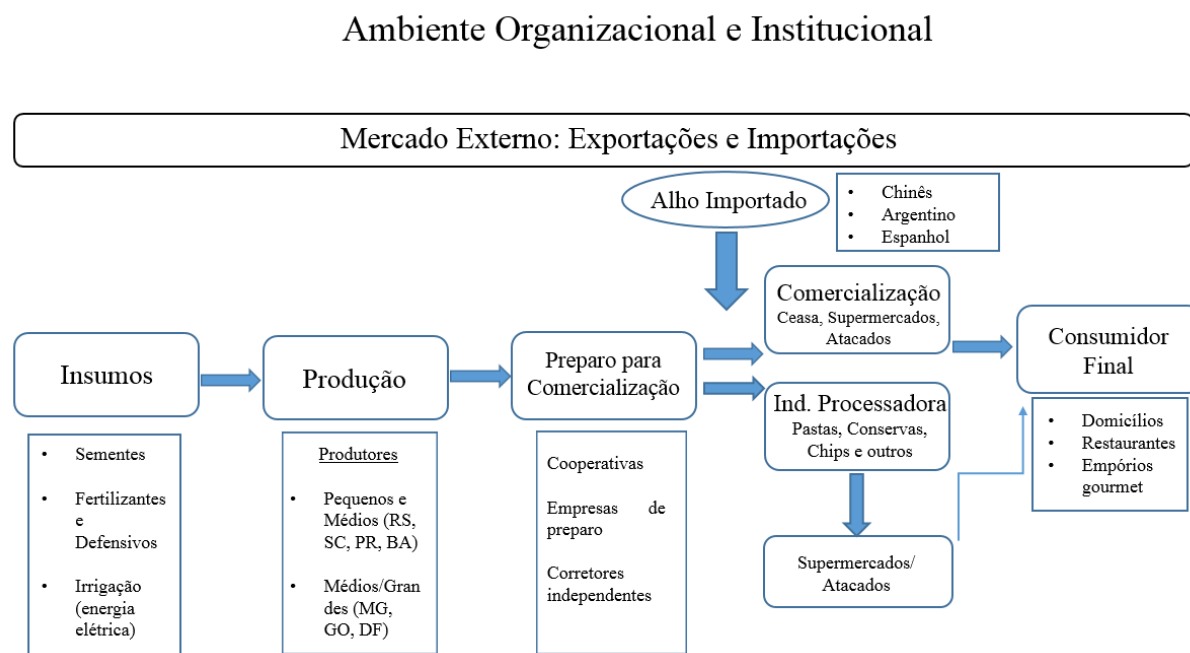 Ambiente Organizacional e Institucional
Mercado Externo: Exportações e Importações
Alho Importado
• Chinês
• Argentino
• Espanhol
Insumos
• Sementes
• Fertilizantes
e
Defensivos
• Irrigação
(energia
elétrica)
Produção
Produtores
• Pequenos e
Médios (RS,
SC, PR, BA)
• Médios/Gran
des (MG,
GO, DF)
Preparo para
Comercialização
Cooperativas
Empresas de
preparo
Corretores
independentes
Comercialização
Ceasa, Supermercados,
Atacados
Ind. Processadora
Pastas, Conservas,
Chips e outros
Supermercados/
Atacados
Consumidor
Final
• Domicílios
• Restaurantes
• Empórios
gourmet